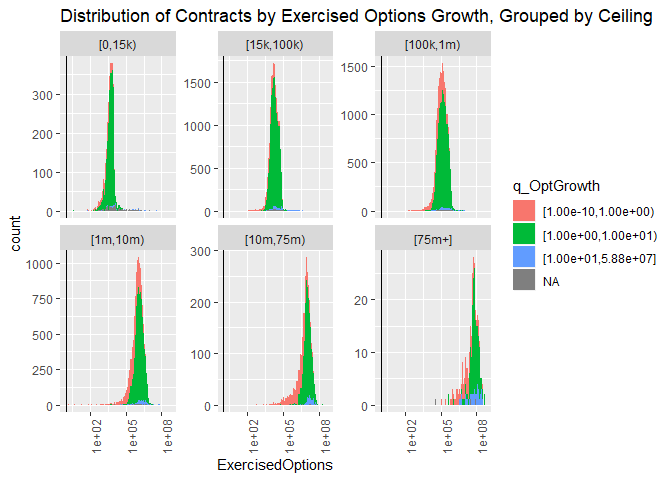 Distribution of Contracts by Exercised Options Growth, Grouped by Ceiling
[0,15k)
[15k,100k)
[100k,1m)
300
200
100
0
1500
1000
500
0
1500
1000
500
0
[1m,10m)
[10m,75m)
[75m+]
1000
750
500
250
0
300
200
100
0
20
10
0
1e+02
1e+05
1e+08
1e+02
1e+05
1e+08
1e+02
1e+05
1e+08
count
ExercisedOptions
q_OptGrowth
[1.00e-10,1.00e+00)
[1.00e+00,1.00e+01)
[1.00e+01,5.88e+07]
NA